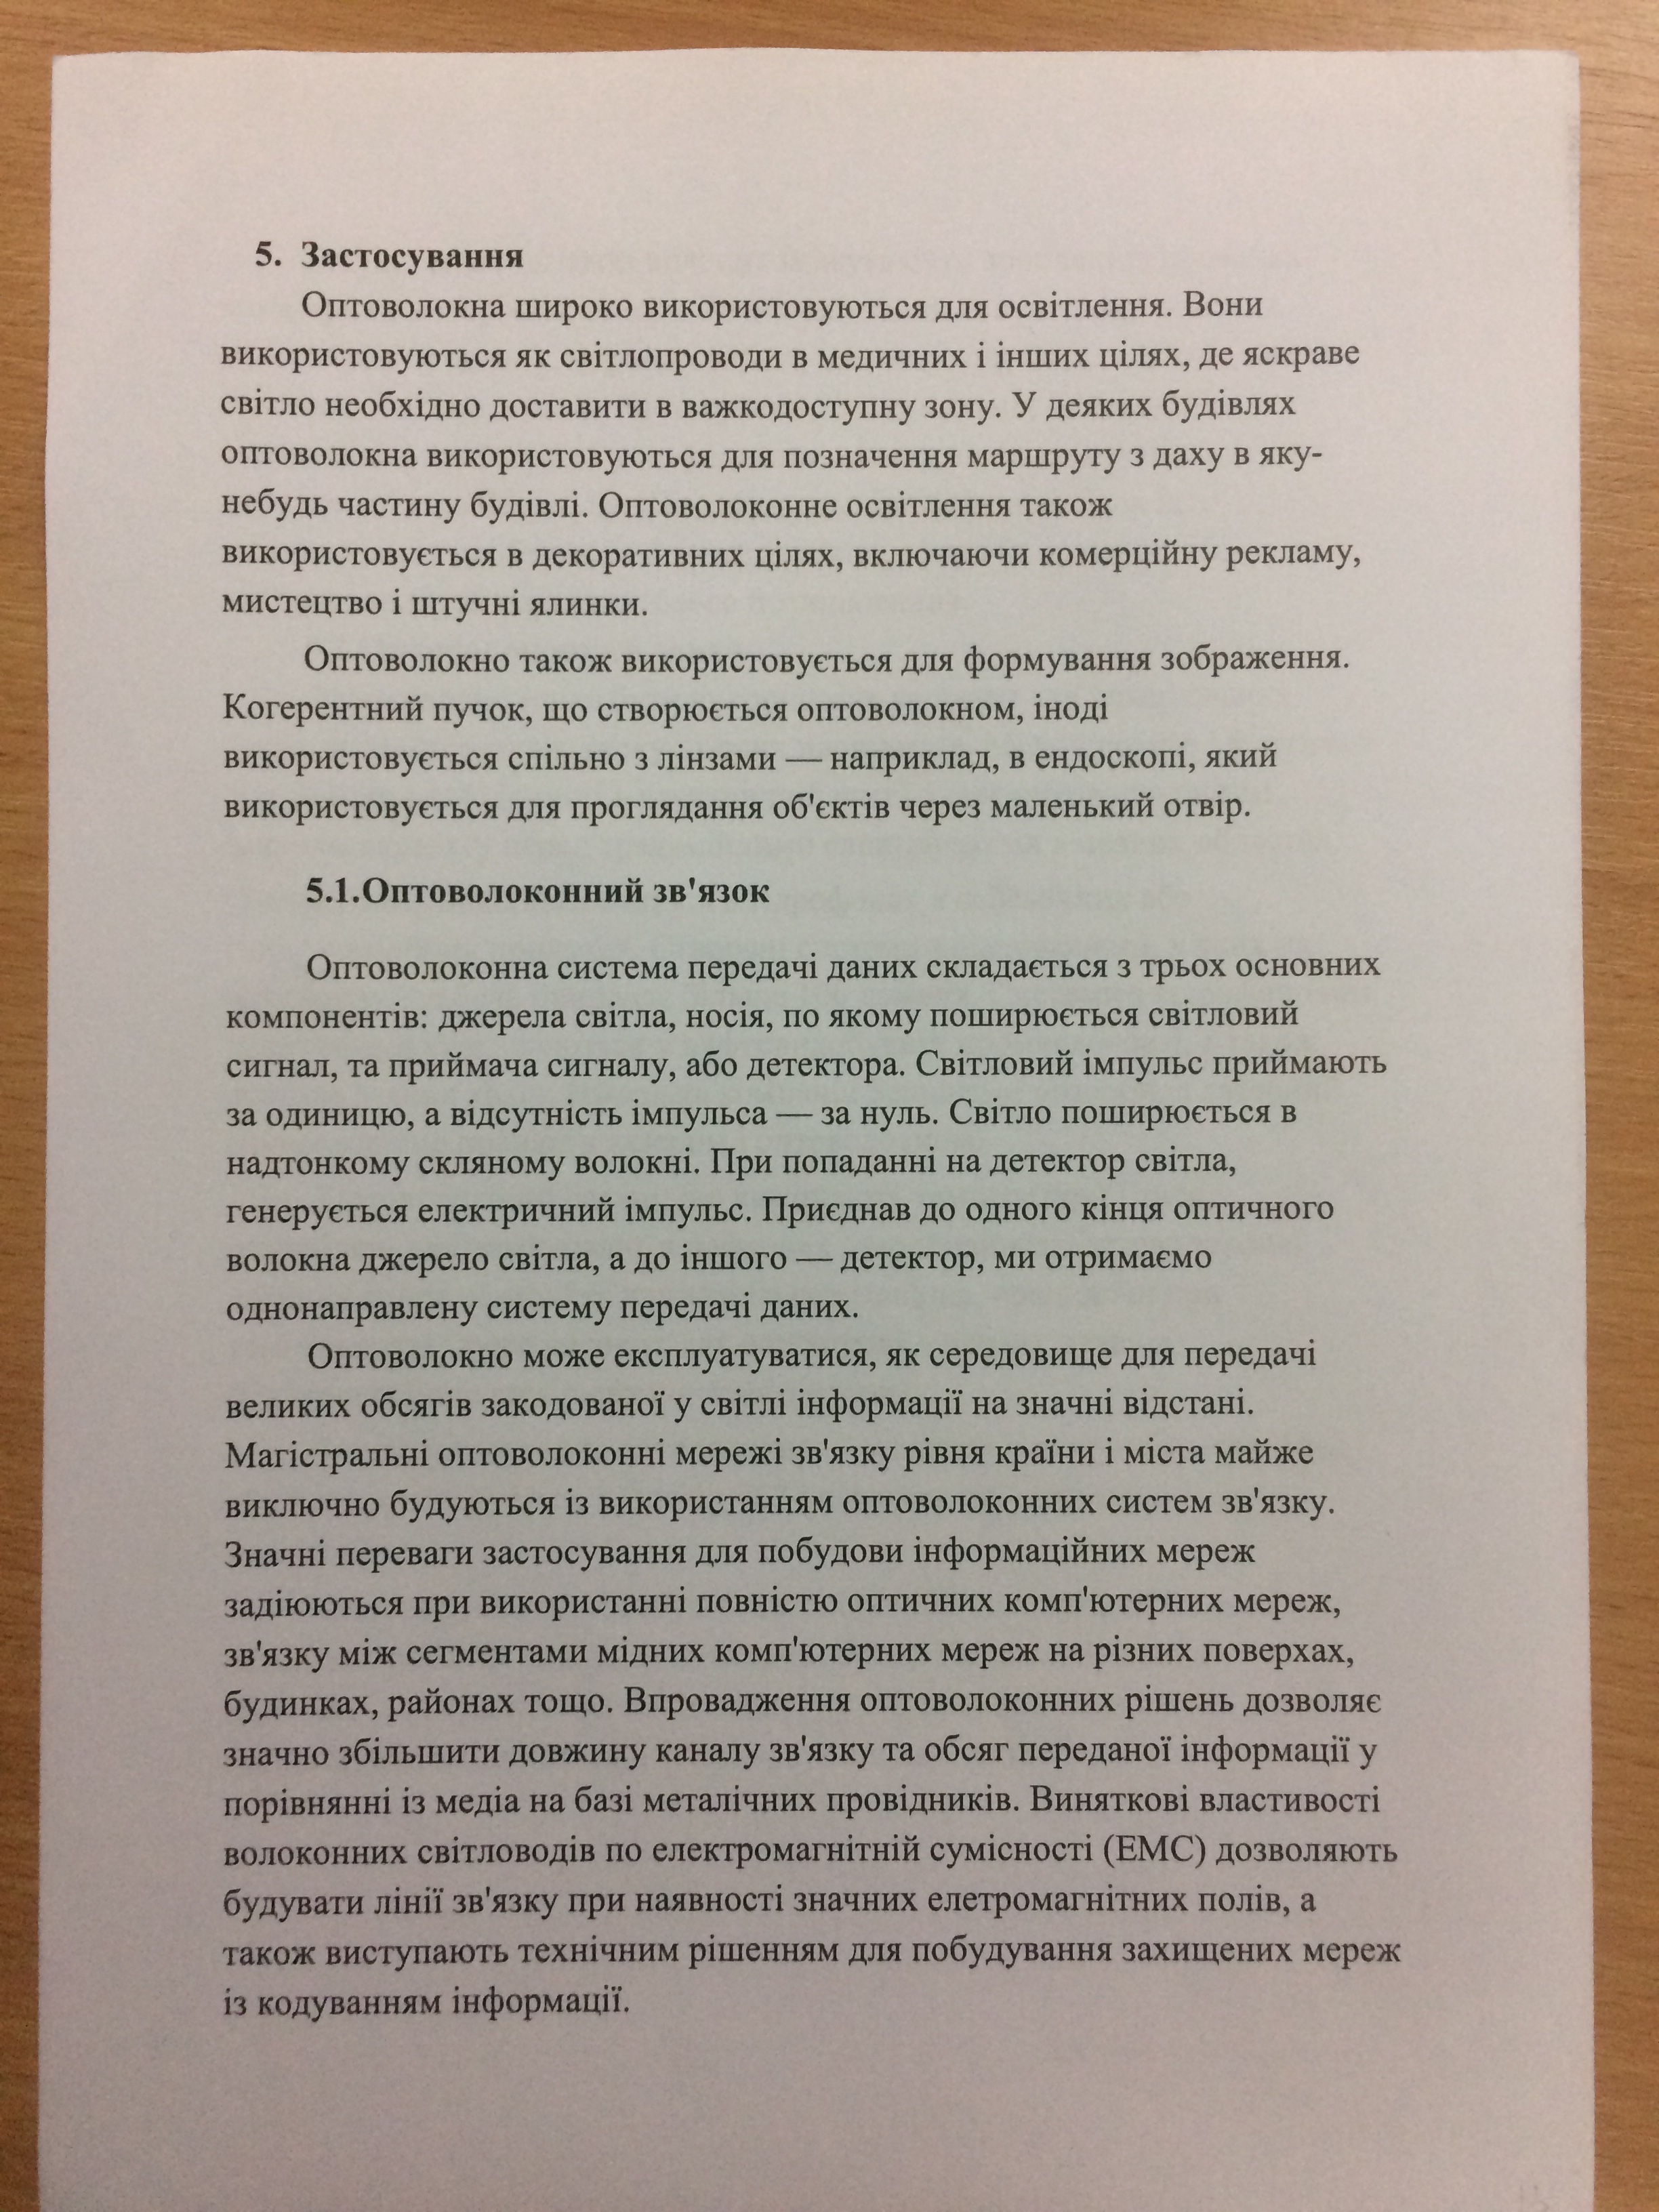 5. Застосування
Оптоволокна широко використовуються для освітлення. Вони
використовуються як світлопроводи в медичних і інших цілях, де яскраве
світло необхідно доставити в важкодоступну зону. У деяких будівлях
оптоволокна використовуються для позначення маршруту з даху в яку-
небудь частину будівлі. Оптоволоконне освітлення також
використовується в декоративних цілях, включаючи комерційну рекламу,
мистецтво і штучні ялинки.
Оптоволокно також використовується для формування зображення.
Когерентний пучок, що створюється оптоволокном, іноді
використовується спільно з лінзами — наприклад, в ендоскопі, який
використовується для проглядання об'єктів через маленький отвір.
5.1.Оптоволоконний зв'язок
Оптоволоконна система передачі даних складається з трьох основних
компонентів: джерела світла, носія, по якому поширюється світловий
сигнал, та приймача сигналу, або детектора. Світловий імпульс приймають
за одиницю, а відсутність імпульса — за нуль. Світло поширюється в
надтонкому скляному волокні. При попаданні на детектор світла,
генерується електричний імпульс. Приєднав до одного кінця оптичного
волокна джерело світла, а до іншого — детектор, ми отримаємо
однонаправлену систему передачі даних.
Оптоволокно може експлуатуватися, як середовище для передачі
великих обсягів закодованої у світлі інформації на значні відстані.
Магістральні оптоволоконні мережі зв'язку рівня країни і міста майже
виключно будуються із використанням оптоволоконних систем зв'язку.
Значні переваги застосування для побудови інформаційних мереж
задіюються при використанні повністю оптичних комп'ютерних мереж,
зв'язку між сегментами мідних комп'ютерних мереж на різних поверхах,
будинках, районах тощо. Впровадження оптоволоконних рішень дозволяє
значно збільшити довжину каналу зв'язку та обсяг переданої інформації у
порівнянні із медіа на базі металічних провідників. Виняткові властивості
волоконних світловодів по електромагнітній сумісності (ЕМС) дозволяють
будувати лінії зв'язку при наявності значних елетромагнітних полів, а
також виступають технічним рішенням для побудування захищених мереж
із кодуванням інформації.